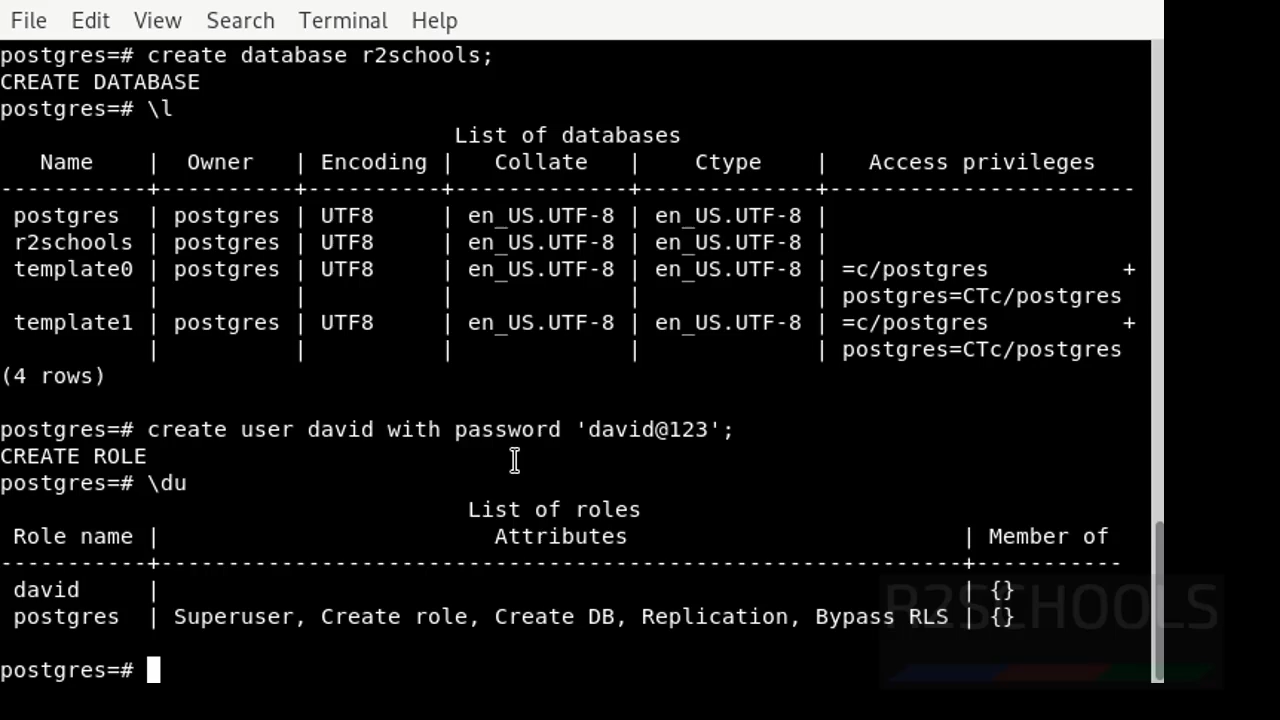 File Edit View Search Terminal Help
postgres=# create database r2schools;
CREATE DATABASE
postgres=# \l
                                  List of databases
   Name    |  Owner   | Encoding |   Collate   |    Ctype    |   Access privileges
-----------+----------+----------+-------------+-------------+-----------------------
 postgres  | postgres | UTF8     | en_US.UTF-8 | en_US.UTF-8 |
 r2schools | postgres | UTF8     | en_US.UTF-8 | en_US.UTF-8 |
 template0 | postgres | UTF8     | en_US.UTF-8 | en_US.UTF-8 | =c/postgres          +
           |          |          |             |             | postgres=CTc/postgres
 template1 | postgres | UTF8     | en_US.UTF-8 | en_US.UTF-8 | =c/postgres          +
           |          |          |             |             | postgres=CTc/postgres
(4 rows)
postgres=# create user david with password 'david@123';
CREATE ROLE
postgres=# \du
                                   List of roles
 Role name |                         Attributes                         | Member of
-----------+------------------------------------------------------------+-----------
 david     |                                                            | {}
 postgres  | Superuser, Create role, Create DB, Replication, Bypass RLS | {}
R2SCHOOLS
postgres=#